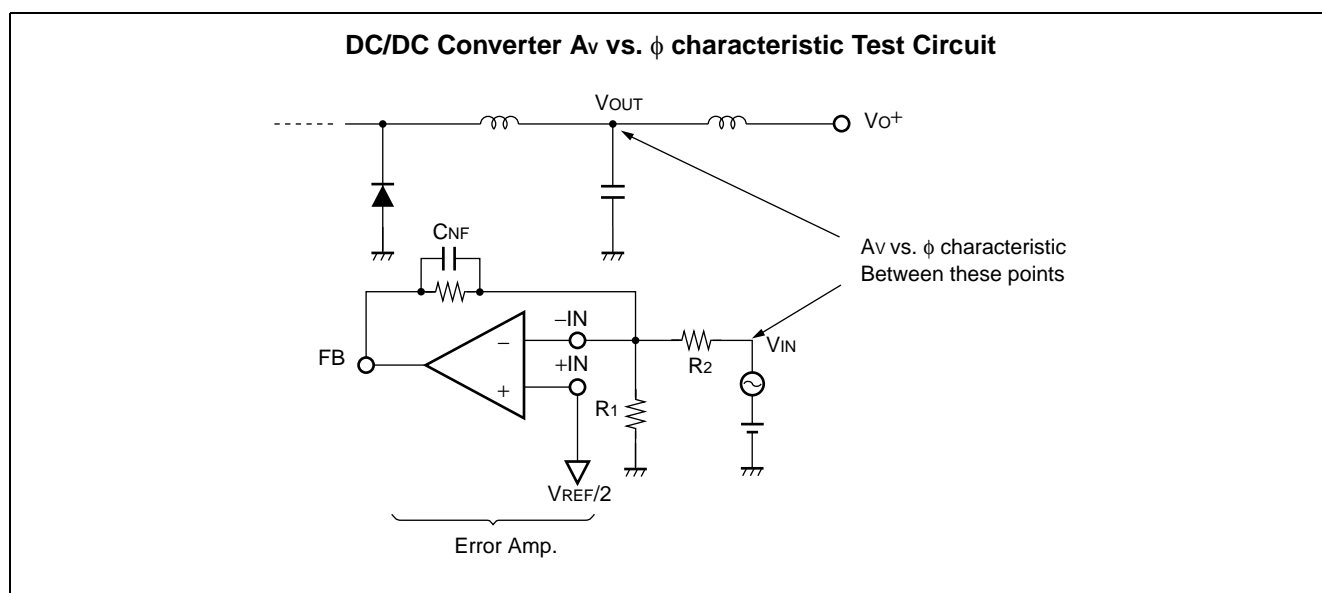 DC/DC Converter AV vs. ϕ characteristic Test Circuit
VOUT
VO+
CNF
AV vs. ϕ characteristic
Between these points
−IN
−
VIN
FB
+IN
R2
+
R1
VREF/2
Error Amp.